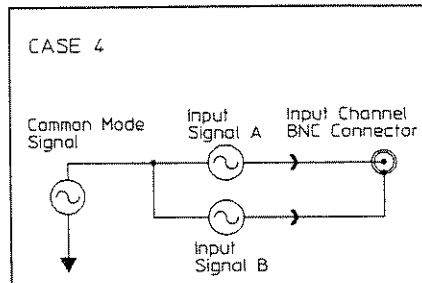 CASE 4
Common Mode
Signal
Input
Signal A
Input Channel
BNC Connector
Input
Signal B